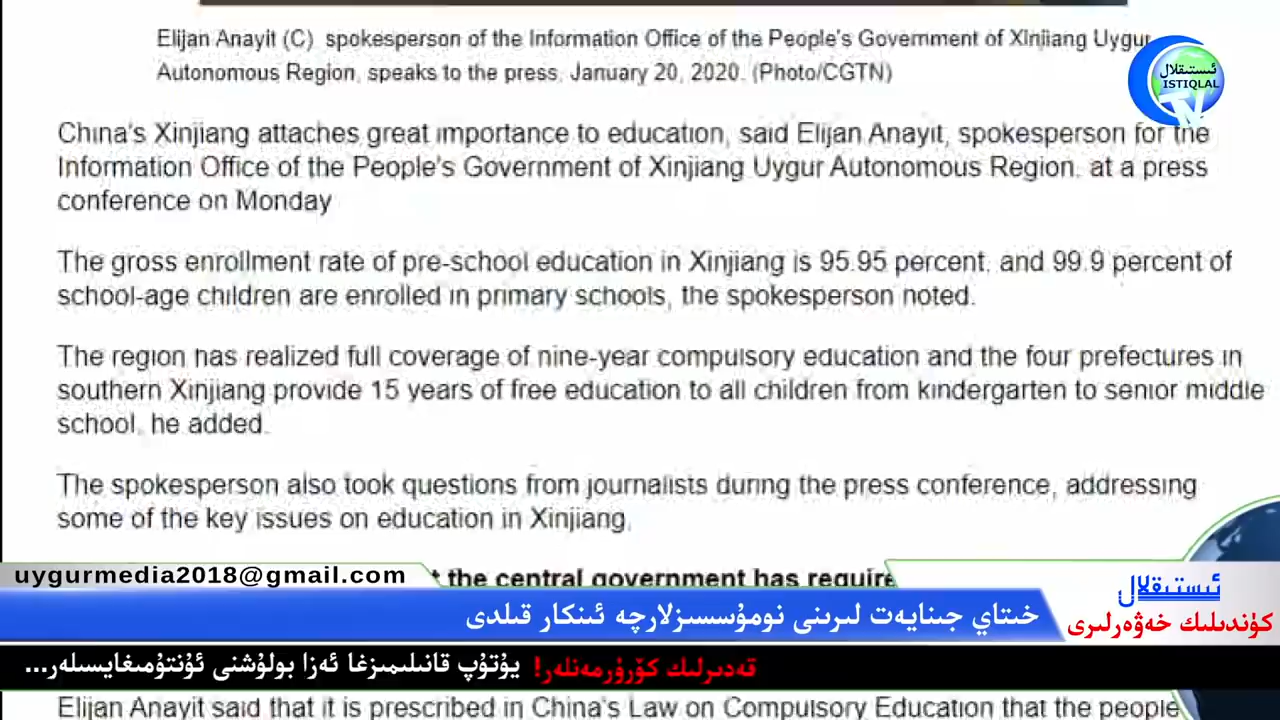 Elijan Anayit (C) spokesperson of the Information Office of the People's Government of Xinjiang Uygur
Autonomous Region, speaks to the press, January 20, 2020. (Photo/CGTN)
ئىستىقلال
ISTIQLAL
TV
China's Xinjiang attaches great importance to education, said Elijan Anayit, spokesperson for the
Information Office of the People's Government of Xinjiang Uygur Autonomous Region, at a press
conference on Monday
The gross enrollment rate of pre-school education in Xinjiang is 95.95 percent, and 99.9 percent of
school-age children are enrolled in primary schools, the spokesperson noted.
The region has realized full coverage of nine-year compulsory education and the four prefectures in
southern Xinjiang provide 15 years of free education to all children from kindergarten to senior middle
school, he added.
The spokesperson also took questions from journalists during the press conference, addressing
some of the key issues on education in Xinjiang.
uygurmedia2018@gmail.com
the central government has require
ئىستىقلال
كۈندىلىك خەۋەرلىرى
خىتاي جىنايەت لىرىنى نومۇسسىزلارچە ئىنكار قىلدى
قەدىرلىك كۆرۈرمەنلەر! يۇتۇپ قانىلىمىزغا ئەزا بولۇشنى ئۇنتۇمىغايسىلەر...
Elijan Anayit said that it is prescribed in China's Law on Compulsory Education that the people